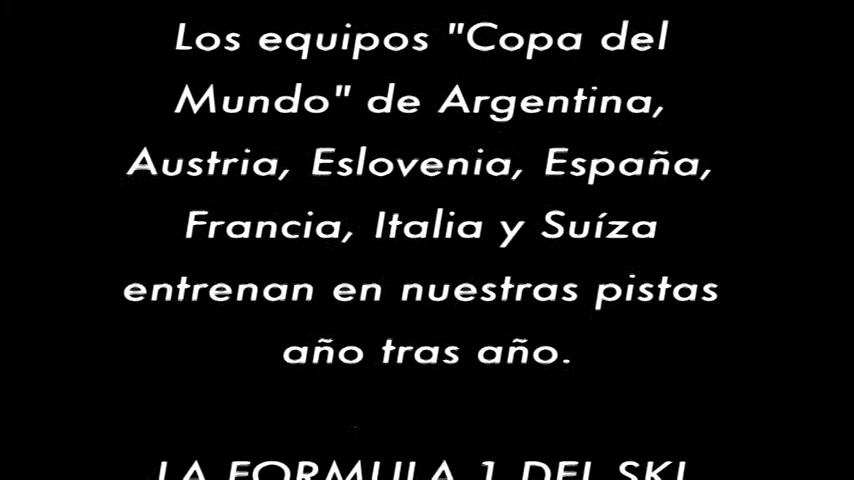 Los equipos "Copa del
Mundo" de Argentina,
Austria, Eslovenia, España,
Francia, Italia y Suíza
entrenan en nuestras pistas
año tras año.
LA FORMULA 1 DEL SKI